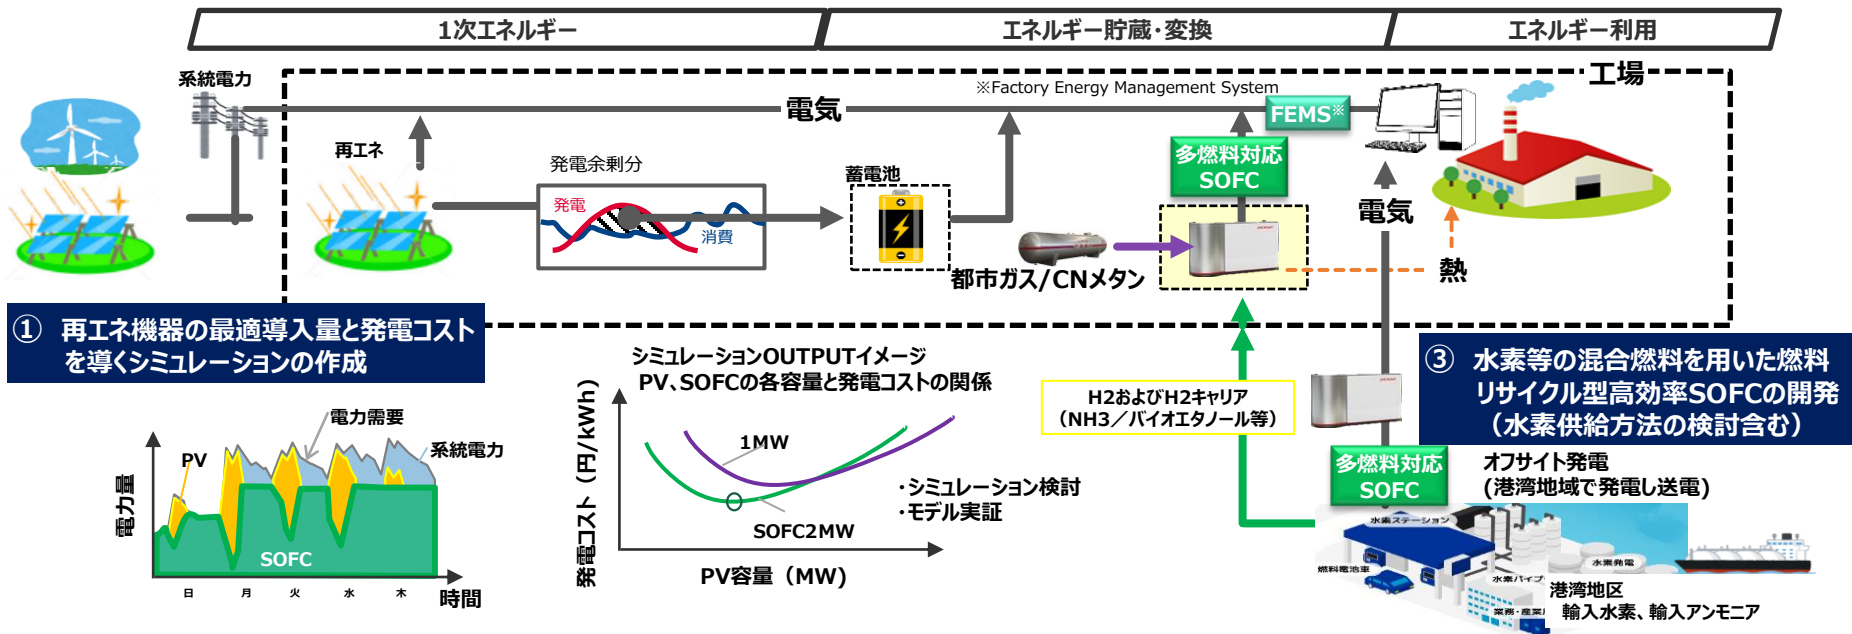 1次エネルギー
エネルギー貯蔵・変換
エネルギー利用
系統電力
工場
※Factory Energy Management System
電気
FEMS※
再エネ
発電余剰分
発電
消費
蓄電池
多燃料対応
SOFC
都市ガス/CNメタン
電気
熱
① 再エネ機器の最適導入量と発電コスト
を導くシミュレーションの作成
シミュレーションOUTPUTイメージ
PV、SOFCの各容量と発電コストの関係
発電コスト（円/kWh）
1MW
SOFC2MW
PV容量（MW)
・シミュレーション検討
・モデル実証
電力需要
系統電力
PV
SOFC
電力量
日 月 火 水 木
時間
H2およびH2キャリア
（NH3／バイオエタノール等）
③ 水素等の混合燃料を用いた燃料
リサイクル型高効率SOFCの開発
（水素供給方法の検討含む）
多燃料対応
SOFC
オフサイト発電
(港湾地域で発電し送電)
水素ステーション
燃料電池車
水素パイプ
水素発電
業務・産業
港湾地区
輸入水素、輸入アンモニア